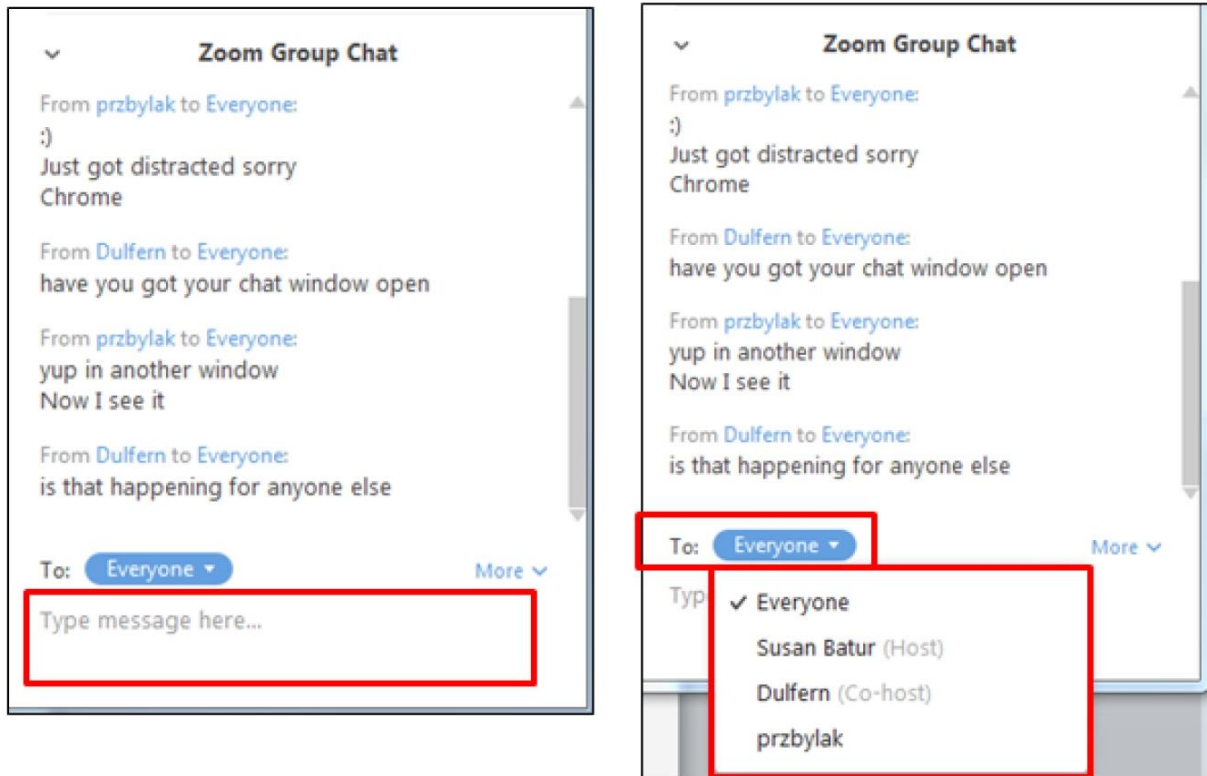 Zoom Group Chat
From przbylak to Everyone:
:)
Just got distracted sorry
Chrome
From Dulfern to Everyone:
have you got your chat window open
From przbylak to Everyone:
yup in another window
Now I see it
From Dulfern to Everyone:
is that happening for anyone else
To: Everyone More
Type message here...
Zoom Group Chat
From przbylak to Everyone:
:)
Just got distracted sorry
Chrome
From Dulfern to Everyone:
have you got your chat window open
From przbylak to Everyone:
yup in another window
Now I see it
From Dulfern to Everyone:
is that happening for anyone else
To: Everyone More
Typ
Everyone
Susan Batur (Host)
Dulfern (Co-host)
przbylak